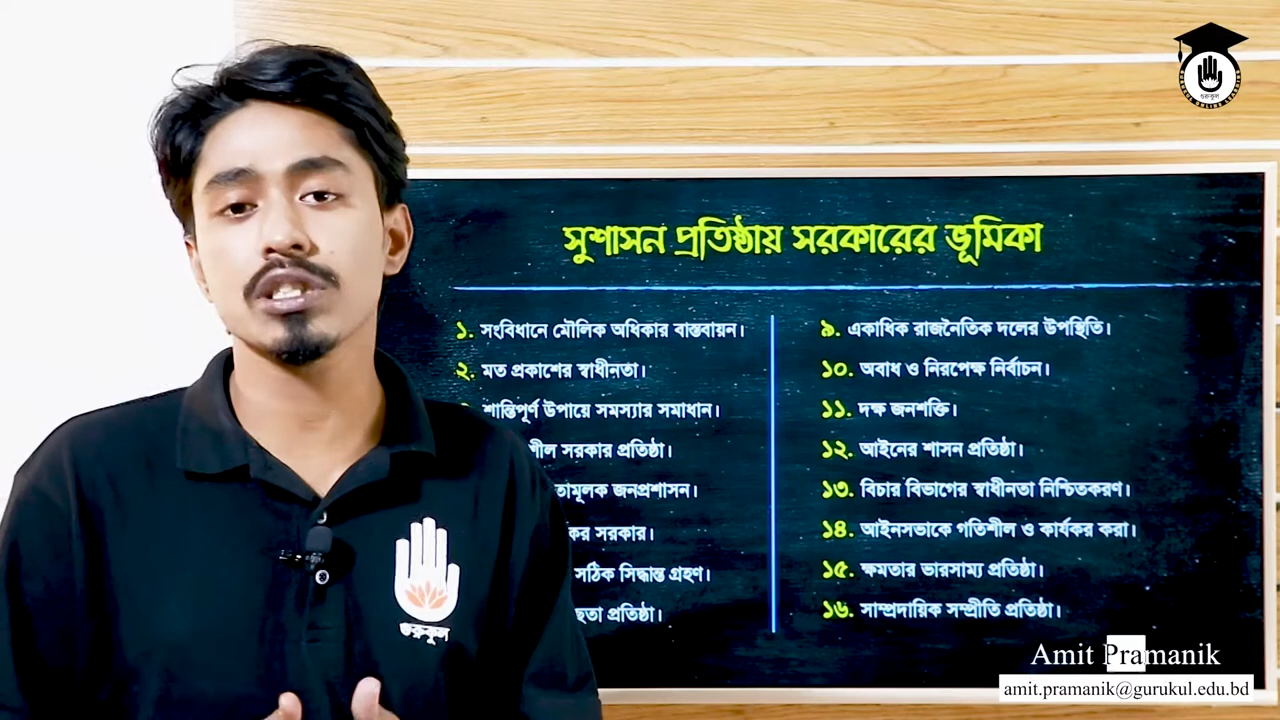 সুশাসন প্রতিষ্ঠায় সরকারের ভূমিকা
১. সংবিধানে মৌলিক অধিকার বাস্তবায়ন।
২. মত প্রকাশের স্বাধীনতা।
শান্তিপূর্ণ উপায়ে সমস্যার সমাধান।
শীল সরকার প্রতিষ্ঠা।
তামূলক জনপ্রশাসন।
কর সরকার।
সঠিক সিদ্ধান্ত গ্রহণ।
ছতা প্রতিষ্ঠা।
৯. একাধিক রাজনৈতিক দলের উপস্থিতি।
১০. অবাধ ও নিরপেক্ষ নির্বাচন।
১১. দক্ষ জনশক্তি।
১২. আইনের শাসন প্রতিষ্ঠা।
১৩. বিচার বিভাগের স্বাধীনতা নিশ্চিতকরণ।
১৪. আইনসভাকে গতিশীল ও কার্যকর করা।
১৫. ক্ষমতার ভারসাম্য প্রতিষ্ঠা।
১৬. সাম্প্রদায়িক সম্প্রীতি প্রতিষ্ঠা।
গুরুকুল
গুরুকুল
Amit Pramanik
amit.pramanik@gurukul.edu.bd